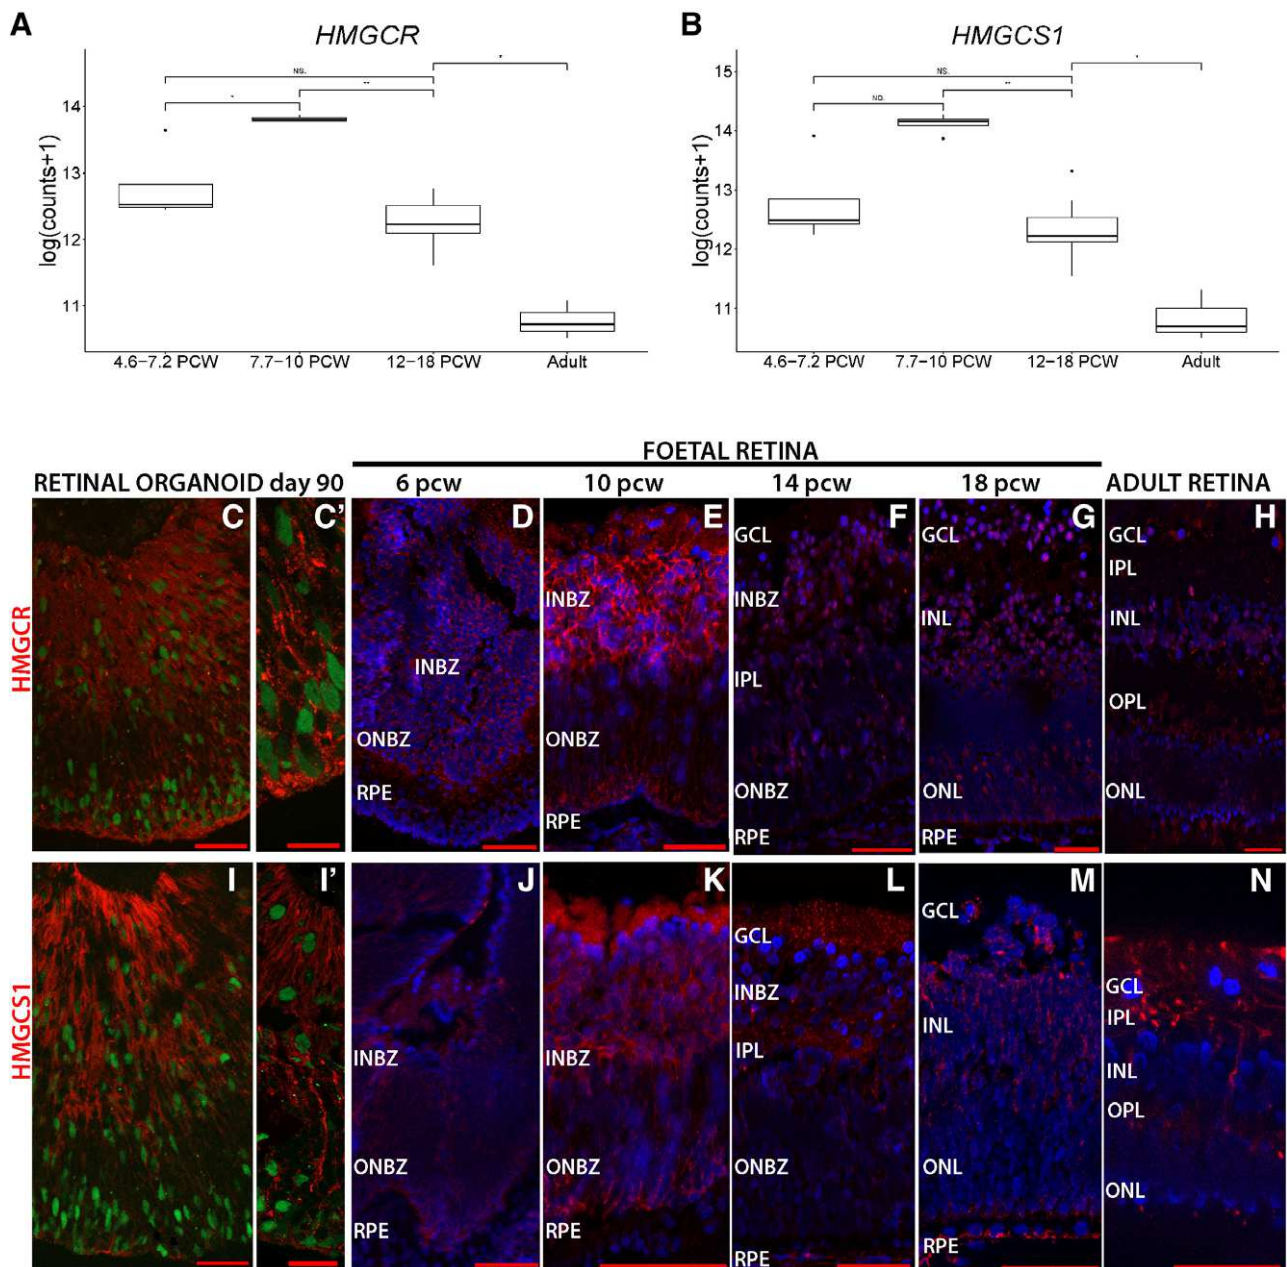 A
HMGCR
log(counts+1)
14
13
12
11
NS.
*
**
*
4.6–7.2 PCW
7.7–10 PCW
12–18 PCW
Adult
B
HMGCS1
log(counts+1)
15
14
13
12
11
NS.
**
*
4.6–7.2 PCW
7.7–10 PCW
12–18 PCW
Adult
FOETAL RETINA
RETINAL ORGANOID day 90
6 pcw
10 pcw
14 pcw
18 pcw
ADULT RETINA
HMGCR
C
C'
D
INBZ
ONBZ
RPE
E
INBZ
ONBZ
RPE
F
GCL
INBZ
IPL
ONBZ
RPE
G
GCL
INL
ONL
RPE
H
GCL
IPL
INL
OPL
ONL
HMGCS1
I
I'
J
INBZ
ONBZ
RPE
K
INBZ
ONBZ
RPE
L
GCL
INBZ
IPL
ONBZ
RPE
M
GCL
INL
ONL
RPE
N
GCL
IPL
INL
OPL
ONL